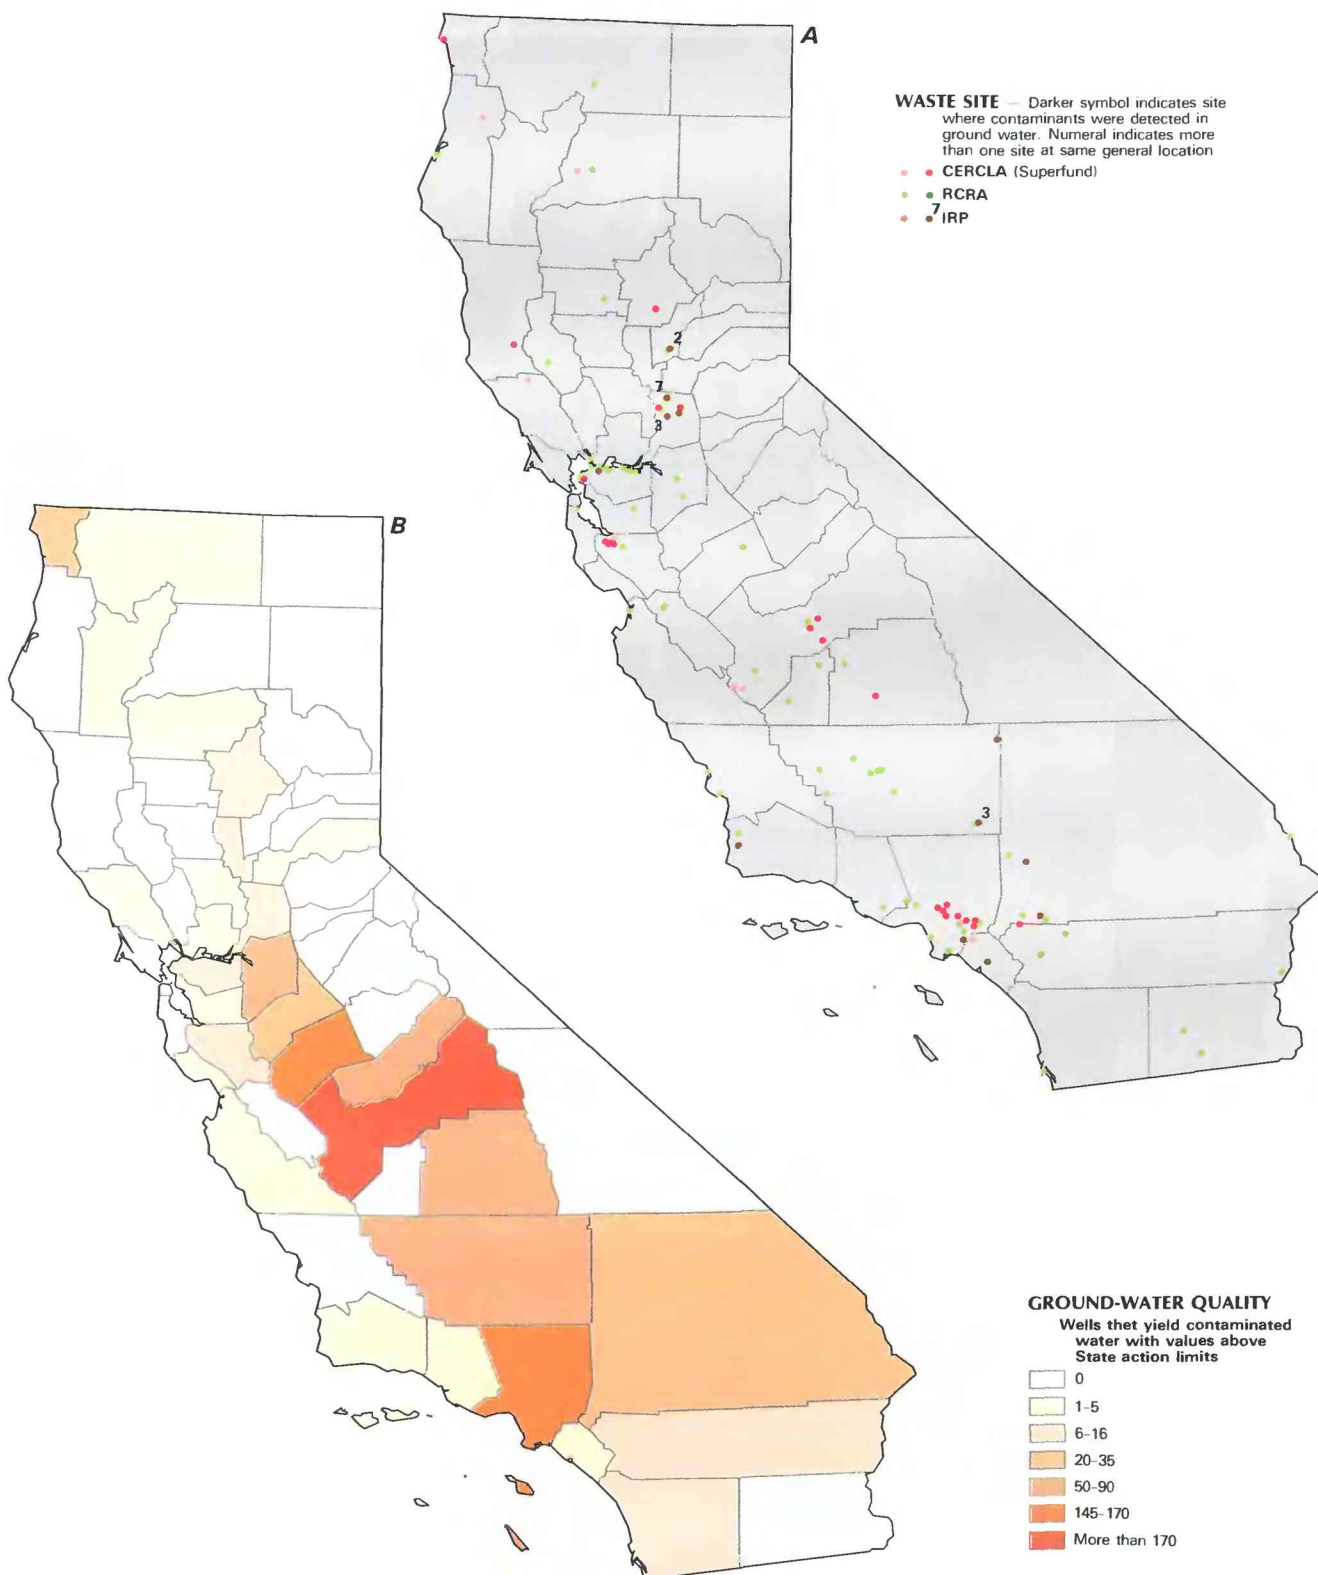 A
WASTE SITE — Darker symbol indicates site
where contaminants were detected in
ground water. Numeral indicates more
than one site at same general location
CERCLA (Superfund)
RCRA
7
IRP
2
7
3
3
B
GROUND-WATER QUALITY
Wells thet yield contaminated
water with values above
State action limits
0
1-5
6-16
20-35
50-90
145-170
More than 170